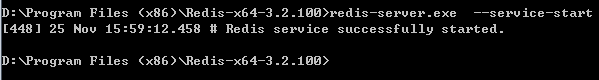 D:\Program Files (x86)\Redis-x64-3.2.100>redis-server.exe  --service-start
[448] 25 Nov 15:59:12.458 # Redis service successfully started.
D:\Program Files (x86)\Redis-x64-3.2.100>